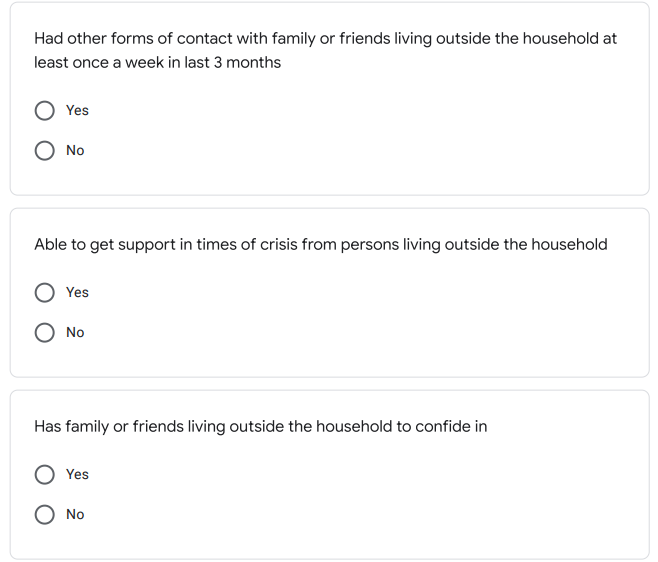 Had other forms of contact with family or friends living outside the household at
least once a week in last 3 months
Yes
No
Able to get support in times of crisis from persons living outside the household
Yes
No
Has family or friends living outside the household to confide in
Yes
No